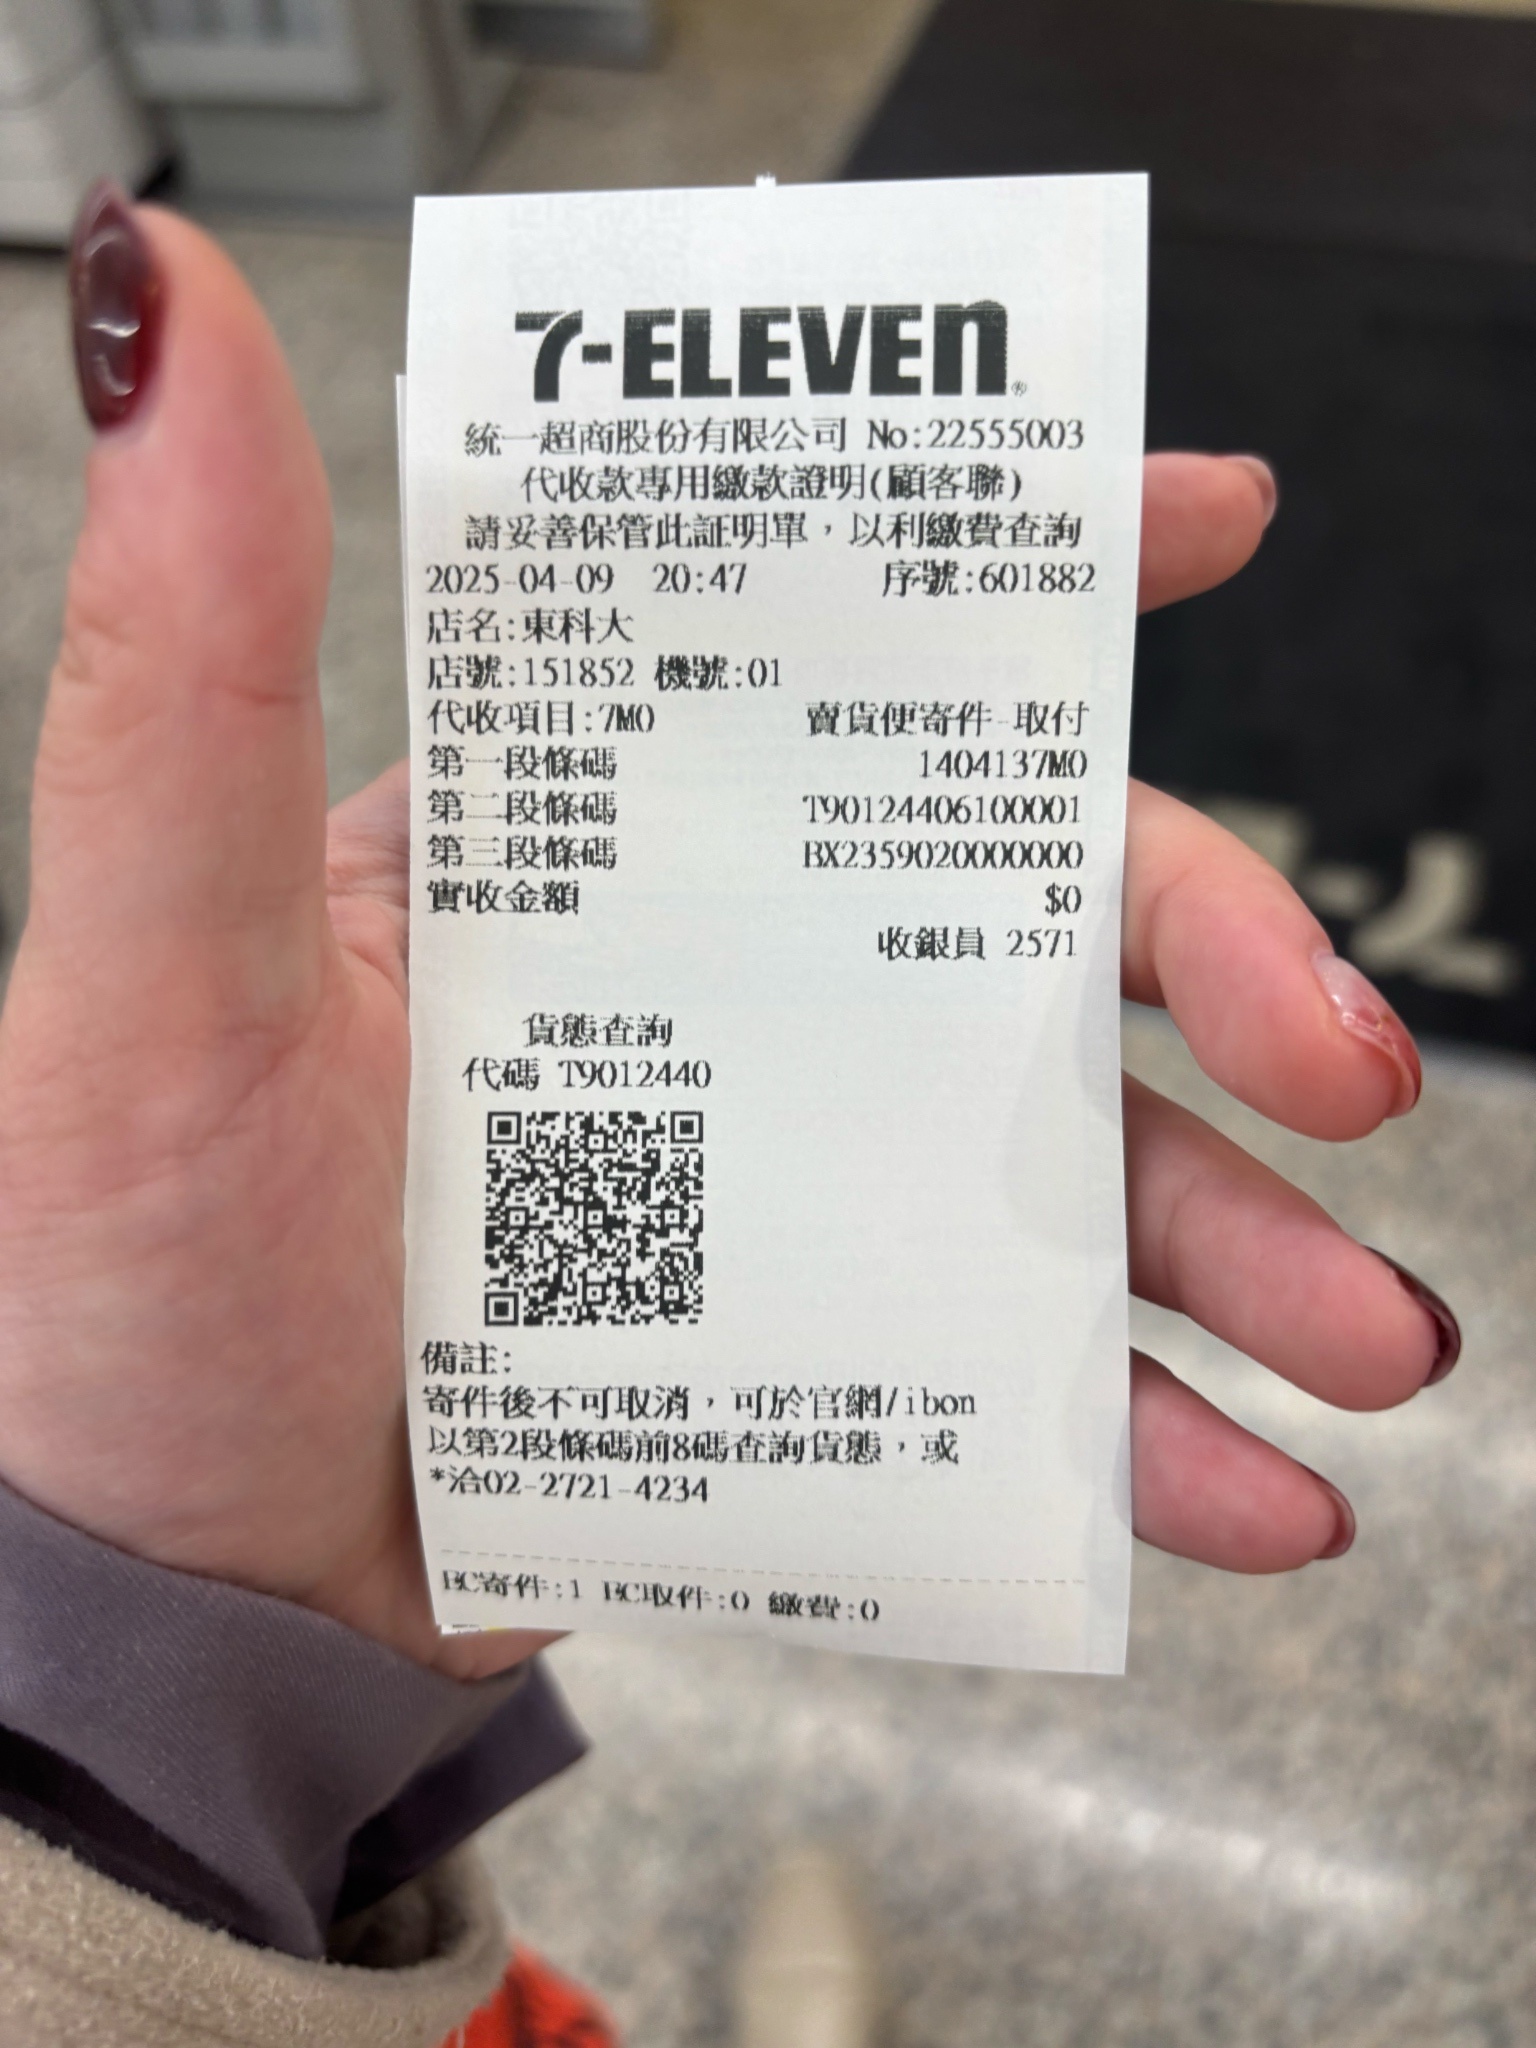 7-ELEVEn®
統一超商股份有限公司 No:22555003
代收款專用繳款證明(顧客聯)
請妥善保管此証明單，以利繳費查詢
2025-04-09 20:47 序號:601882
店名:東科大
店號:151852 機號:01
代收項目:7M0 賣貨便寄件-取付
第一段條碼 1404137M0
第二段條碼 T90124406100001
第三段條碼 BX2359020000000
實收金額 $0
收銀員 2571
貨態查詢
代碼 T9012440
備註:
寄件後不可取消，可於官網/ibon
以第2段條碼前8碼查詢貨態，或
*洽02-2721-4234
EC寄件:1 EC取件:0 繳費:0